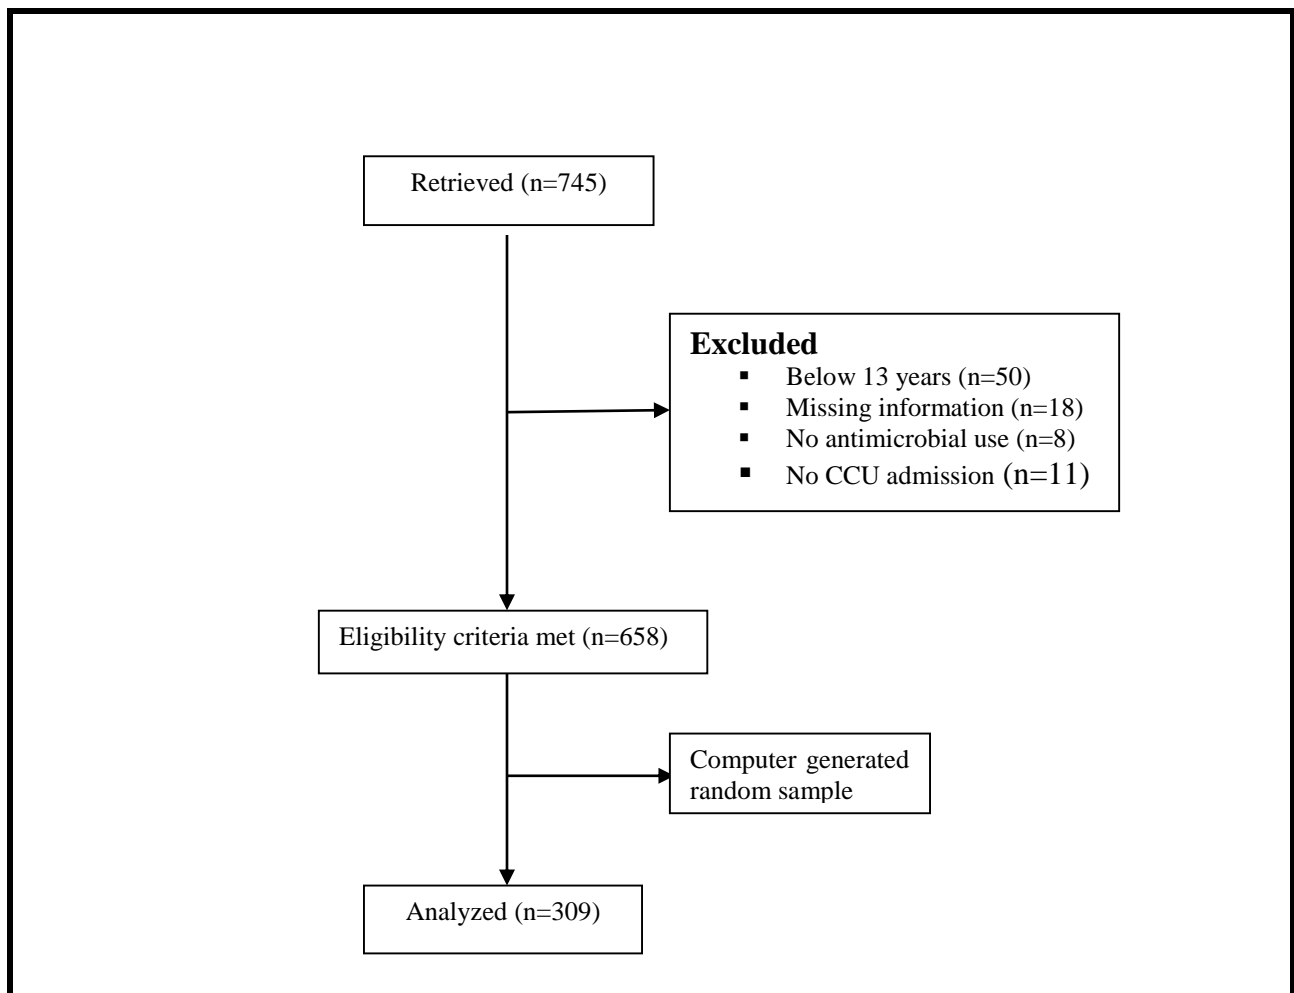 Retrieved (n=745)
Excluded
▪ Below 13 years (n=50)
▪ Missing information (n=18)
▪ No antimicrobial use (n=8)
▪ No CCU admission (n=11)
Eligibility criteria met (n=658)
Computer generated
random sample
Analyzed (n=309)